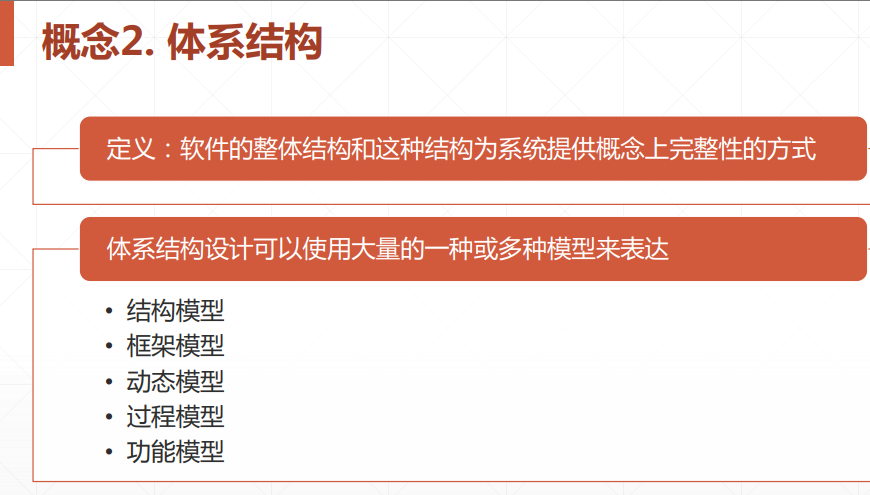 概念2. 体系结构
定义：软件的整体结构和这种结构为系统提供概念上完整性的方式
体系结构设计可以使用大量的一种或多种模型来表达
• 结构模型
• 框架模型
• 动态模型
• 过程模型
• 功能模型